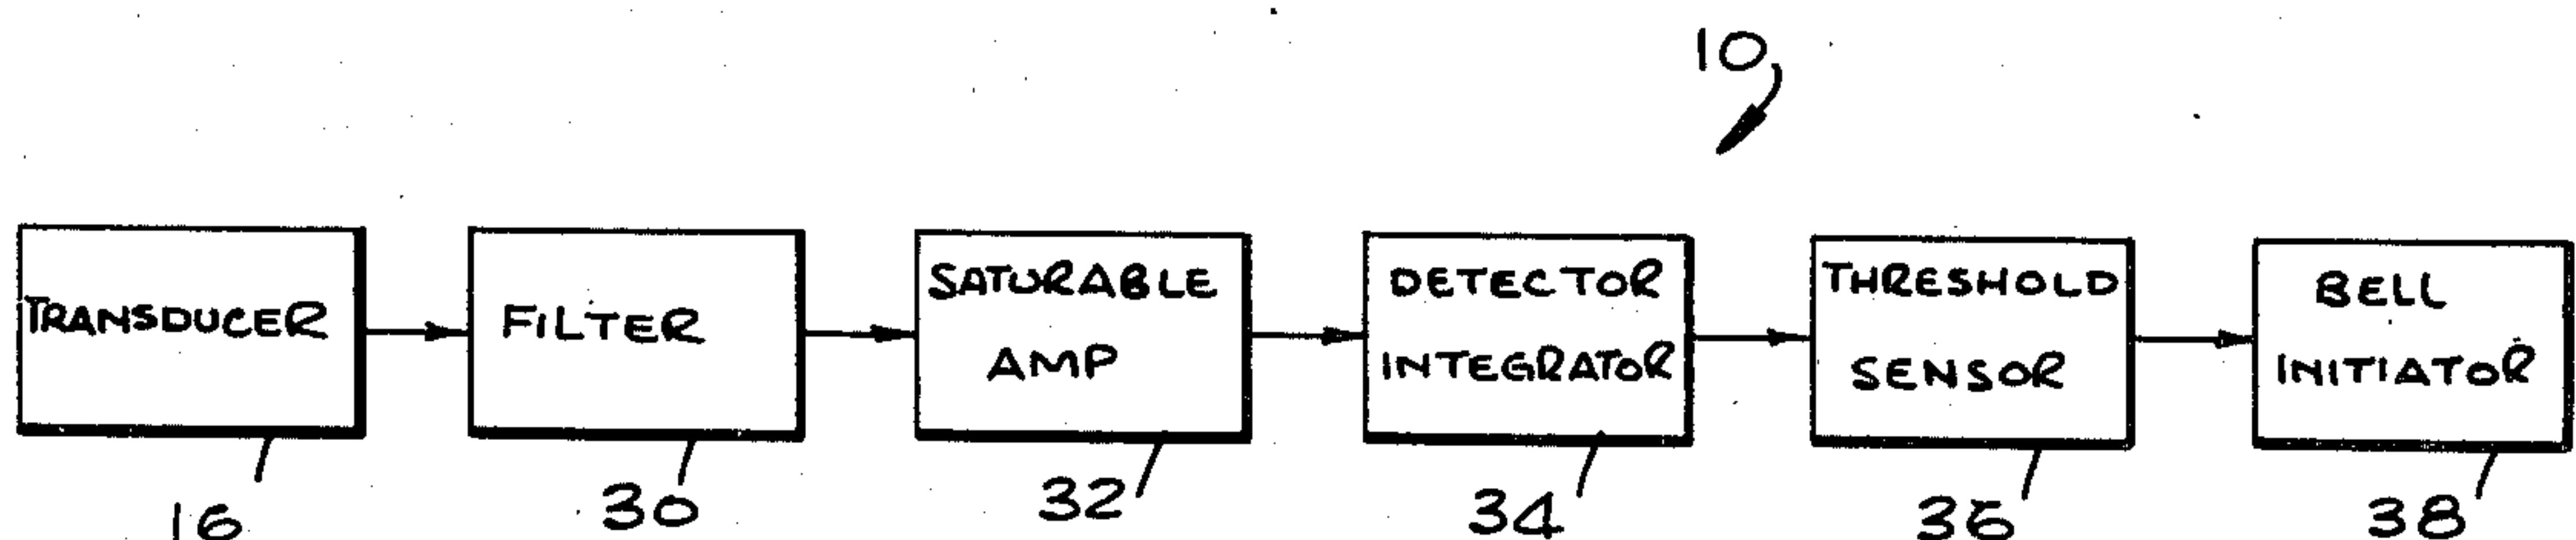 10
TRANSDUCER
FILTER
SATURABLE
AMP
DETECTOR
INTEGRATOR
THRESHOLD
SENSOR
BELL
INITIATOR
16
30
32
34
36
38